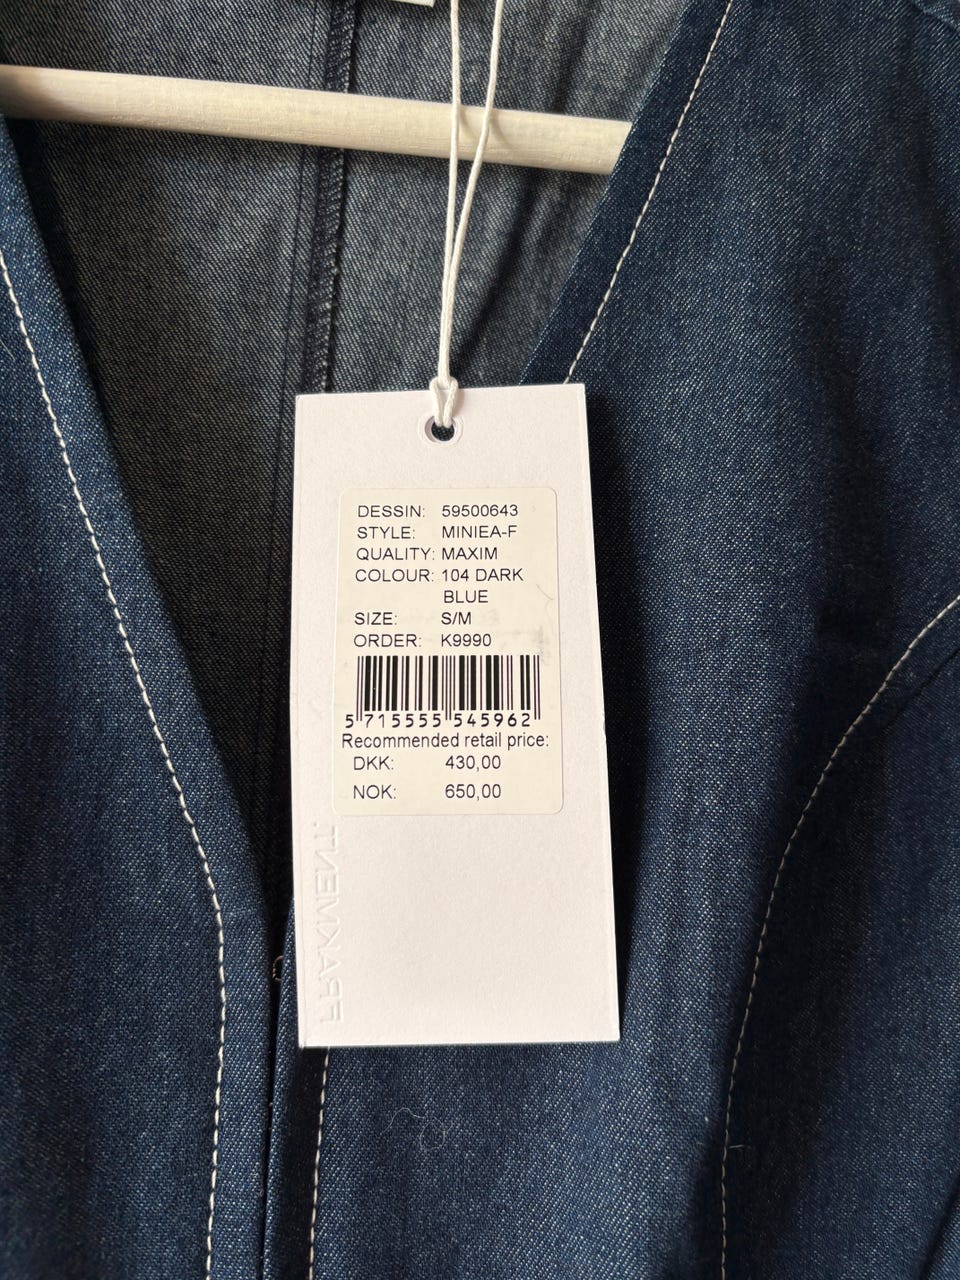 DESSIN: 59500643
STYLE: MINIEA-F
QUALITY: MAXIM
COLOUR: 104 DARK
BLUE
SIZE: S/M
ORDER: K9990
5 715555 545962
Recommended retail price:
DKK: 430,00
NOK: 650,00
FRAKMENT.